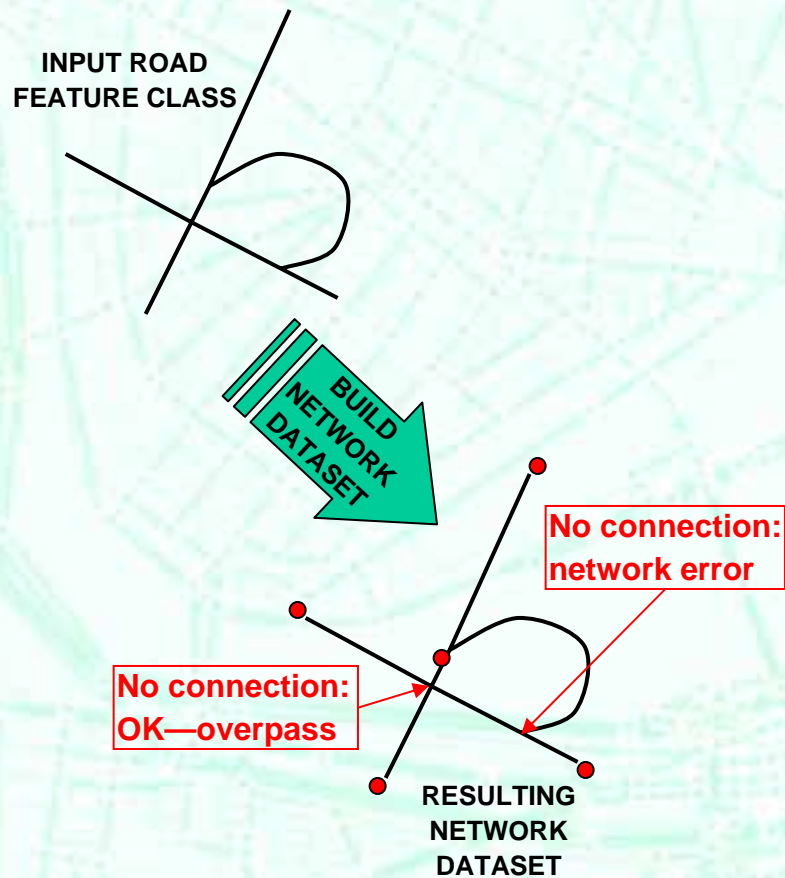 INPUT ROAD
FEATURE CLASS
BUILD
NETWORK
DATASET
No connection:
network error
No connection:
OK—overpass
RESULTING
NETWORK
DATASET